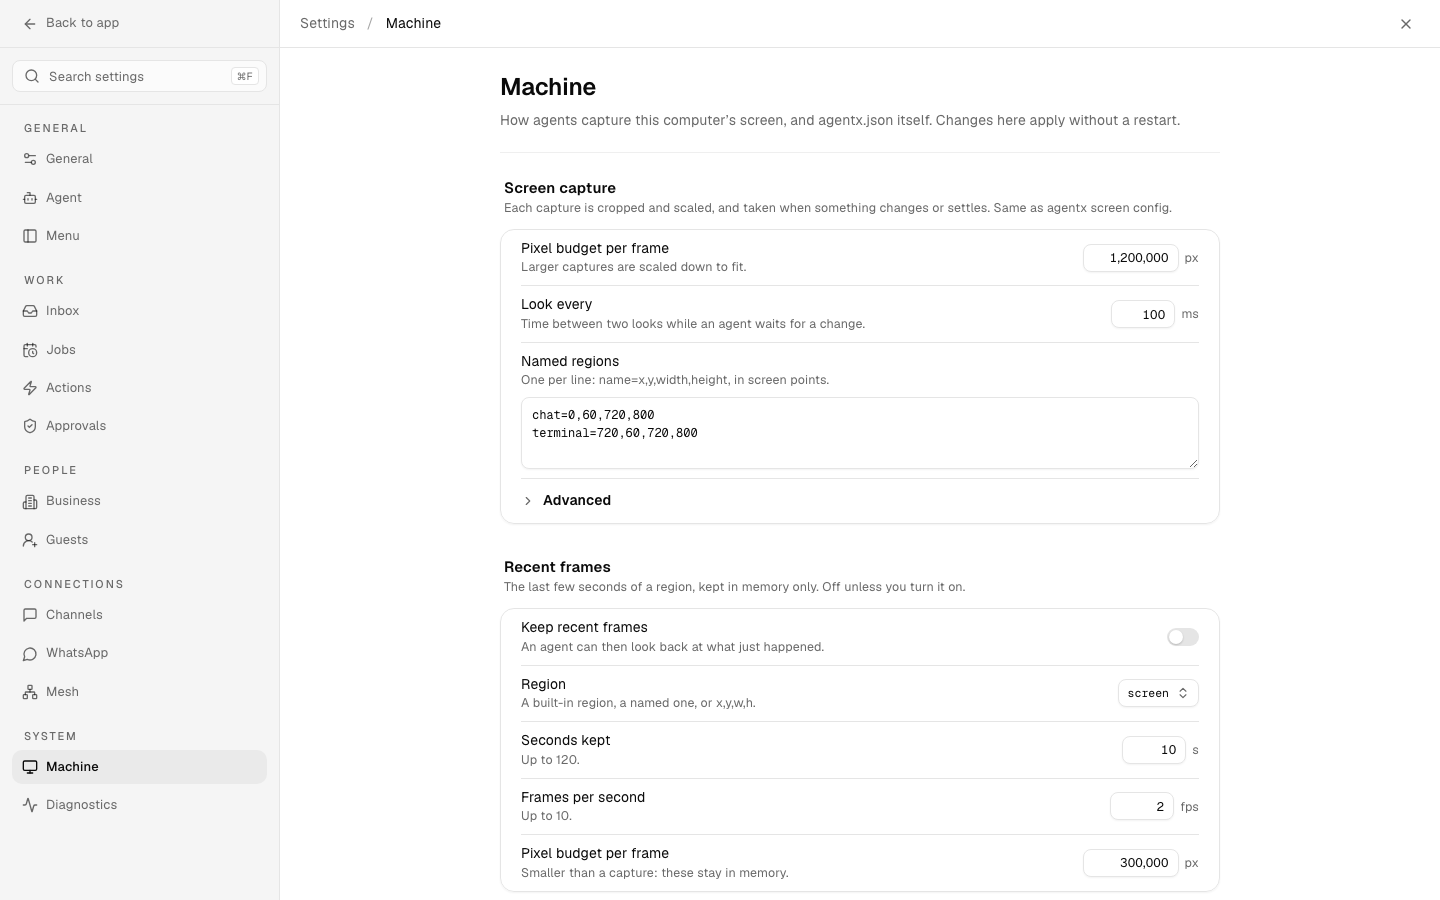 Back to app
Search settings
⌘F
GENERAL
General
Agent
Menu
WORK
Inbox
Jobs
Actions
Approvals
PEOPLE
Business
Guests
CONNECTIONS
Channels
WhatsApp
Mesh
SYSTEM
Machine
Diagnostics
Settings / Machine
Machine
How agents capture this computer’s screen, and agentx.json itself. Changes here apply without a restart.
Screen capture
Each capture is cropped and scaled, and taken when something changes or settles. Same as agentx screen config.
Pixel budget per frame
Larger captures are scaled down to fit.
1,200,000 px
Look every
Time between two looks while an agent waits for a change.
100 ms
Named regions
One per line: name=x,y,width,height, in screen points.
chat=0,60,720,800
terminal=720,60,720,800
Advanced
Recent frames
The last few seconds of a region, kept in memory only. Off unless you turn it on.
Keep recent frames
An agent can then look back at what just happened.
Region
A built-in region, a named one, or x,y,w,h.
screen
Seconds kept
Up to 120.
10 s
Frames per second
Up to 10.
2 fps
Pixel budget per frame
Smaller than a capture: these stay in memory.
300,000 px